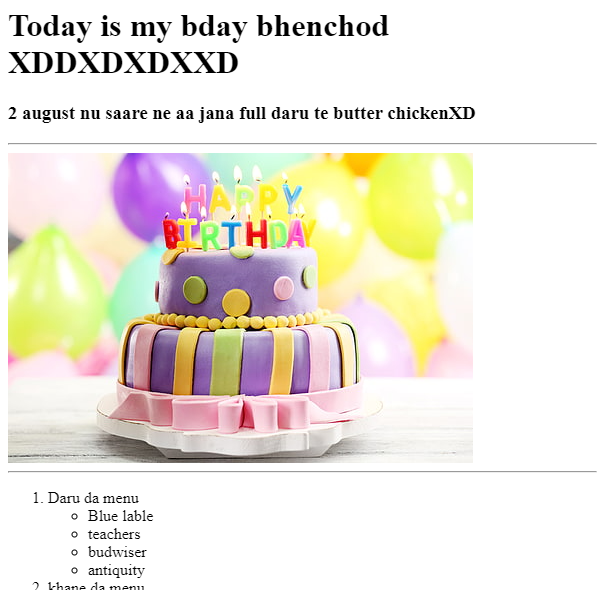 Today is my bday bhenchod
XDDXDXDXXD
2 august nu saare ne aa jana full daru te butter chickenXD
HAPPY
BIRTHDAY
1. Daru da menu
Blue lable
teachers
budwiser
antiquity
2. khane da menu